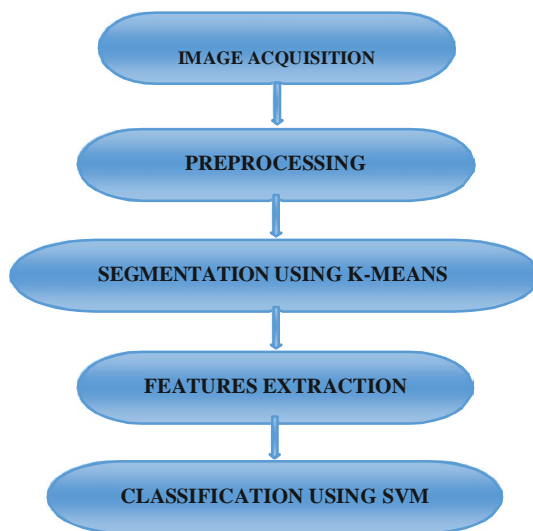 IMAGE ACQUISITION
PREPROCESSING
SEGMENTATION USING K-MEANS
FEATURES EXTRACTION
CLASSIFICATION USING SVM